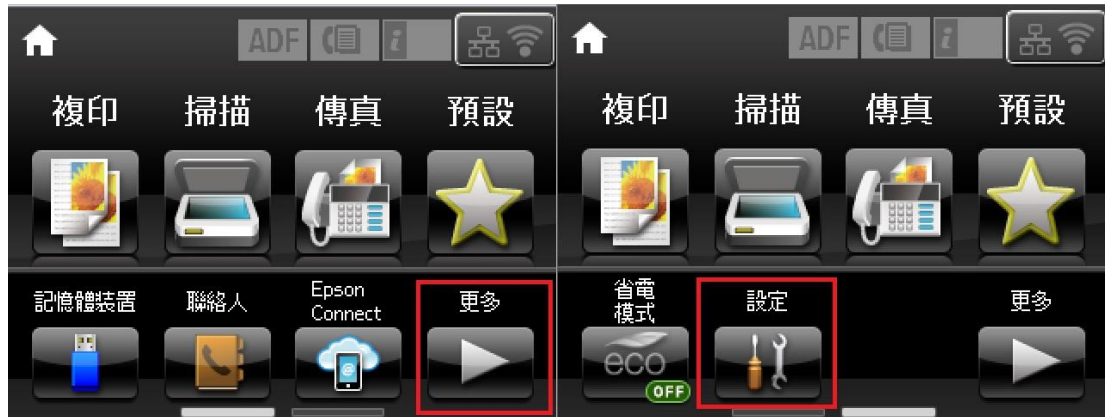 ADF i
複印 掃描 傳真 預設
記憶體裝置 聯絡人 Epson Connect 更多
ADF i
複印 掃描 傳真 預設
省電模式 設定 更多
eco
OFF